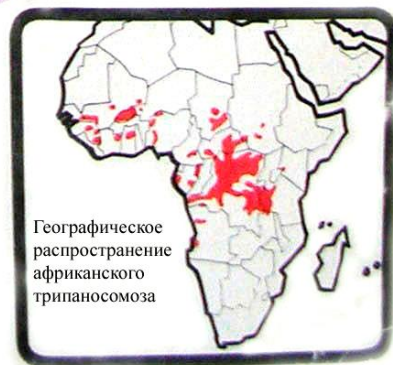 Географическое
распространение
африканского
трипаносомоза